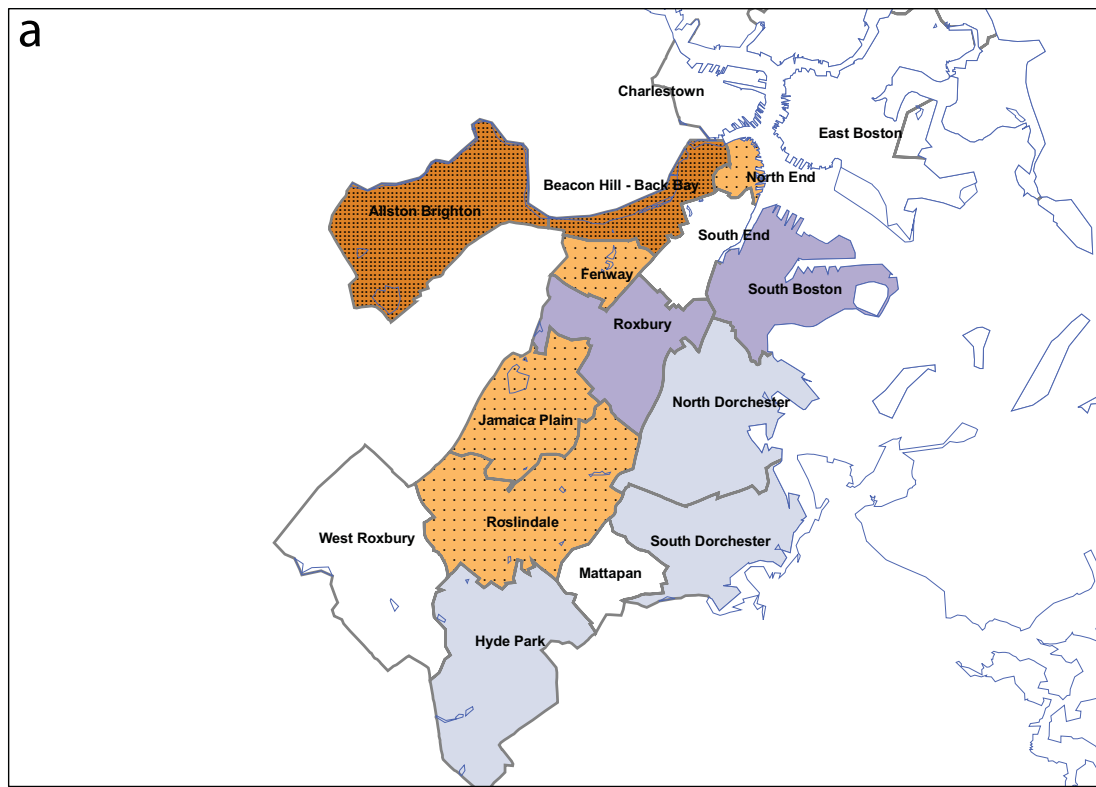 a
Charlestown
East Boston
North End
Beacon Hill - Back Bay
Allston Brighton
South End
Fenway
South Boston
Roxbury
North Dorchester
Jamaica Plain
Roslindale
West Roxbury
South Dorchester
Mattapan
Hyde Park